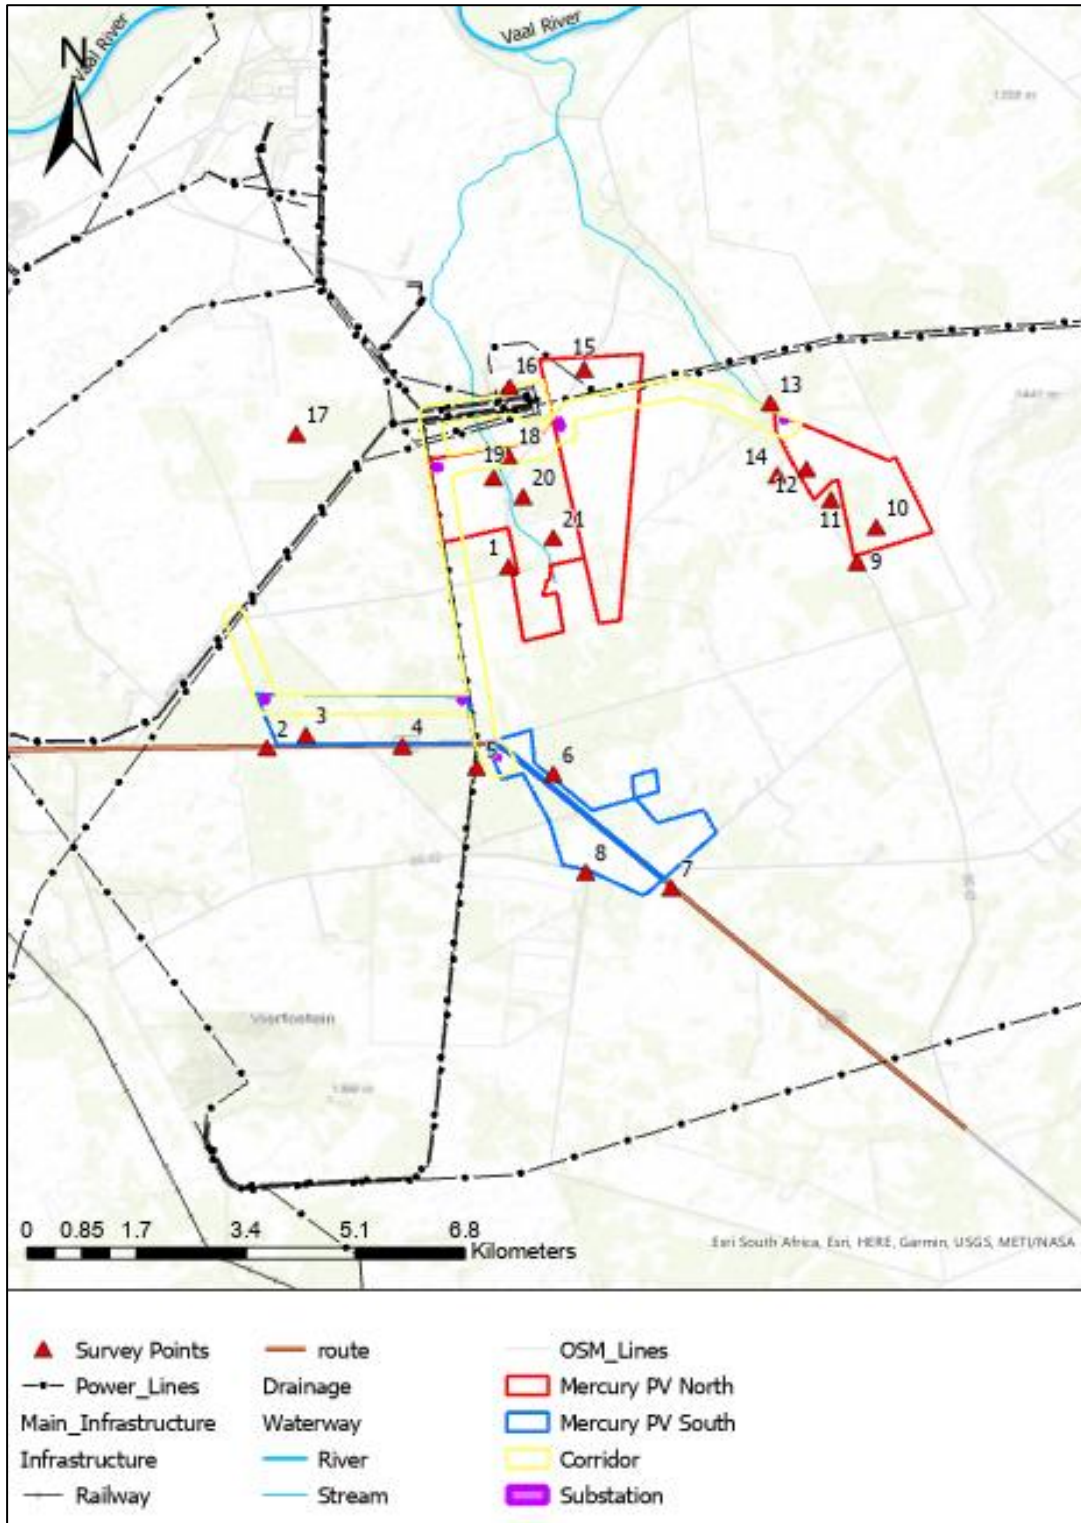 Vaal River
Vaal River
N
15
16
13
17
18
19
14
12
20
10
11
21
1
9
2
3
4
5
6
8
7
0 0.85 1.7 3.4 5.1 6.8
Kilometers
Esri South Africa, Esri, HERE, Garmin, USGS, METI/NASA
Survey Points
Power_Lines
Main_Infrastructure
Infrastructure
Railway
route
Drainage
Waterway
River
Stream
OSM_Lines
Mercury PV North
Mercury PV South
Corridor
Substation